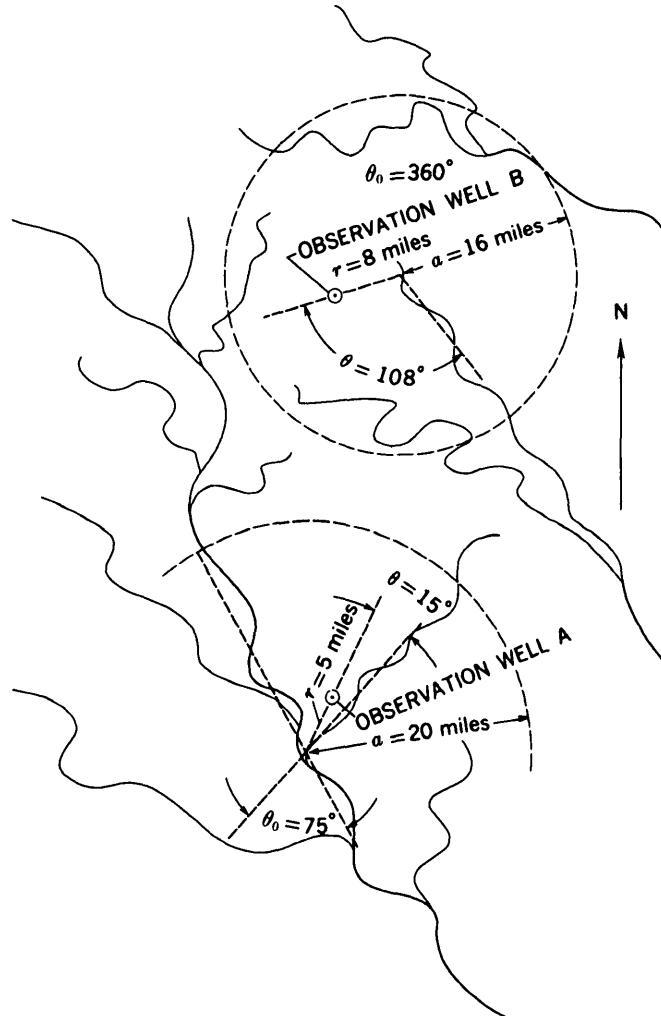 θ₀ = 360°
OBSERVATION WELL B
r = 8 miles
a = 16 miles
N
θ = 108°
θ = 15°
r = 5 miles
OBSERVATION WELL A
a = 20 miles
θ₀ = 75°